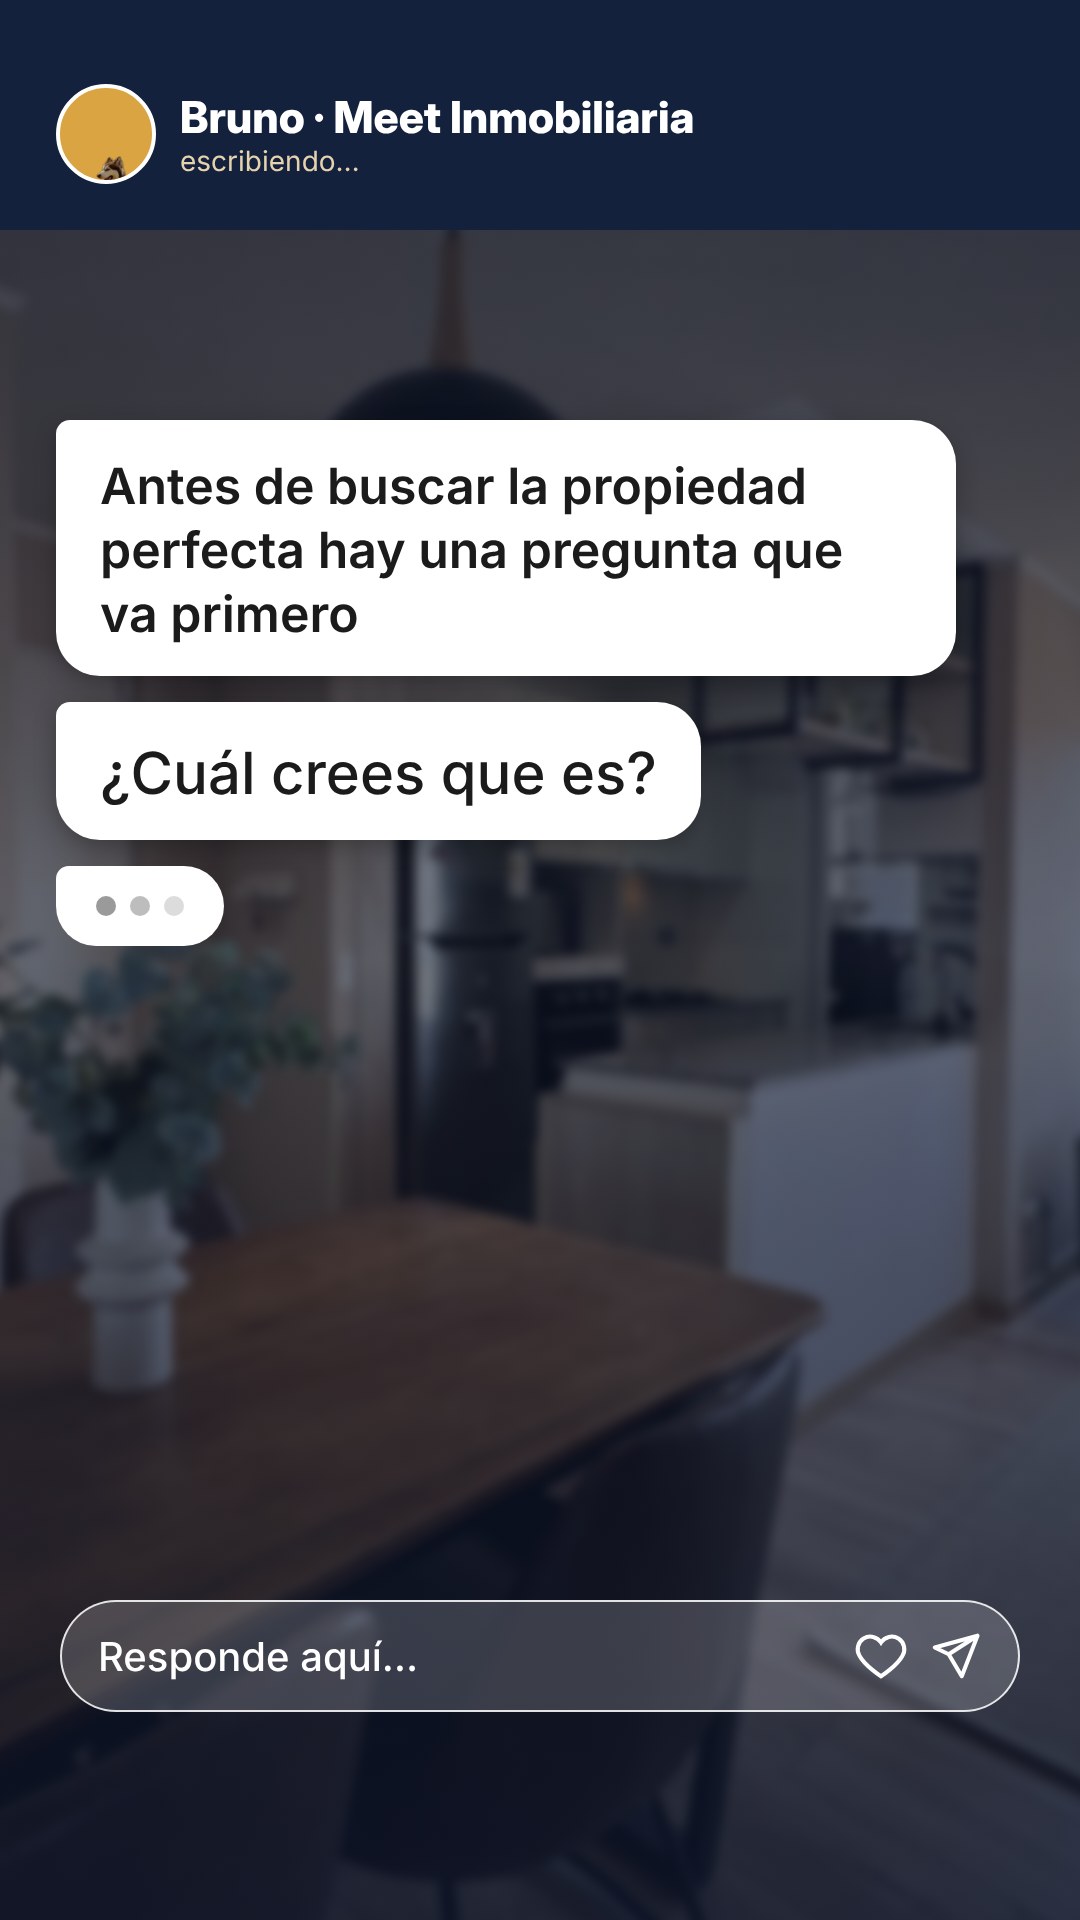 Bruno · Meet Inmobiliaria
escribiendo...
Antes de buscar la propiedad
perfecta hay una pregunta que
va primero
¿Cuál crees que es?
Responde aquí...